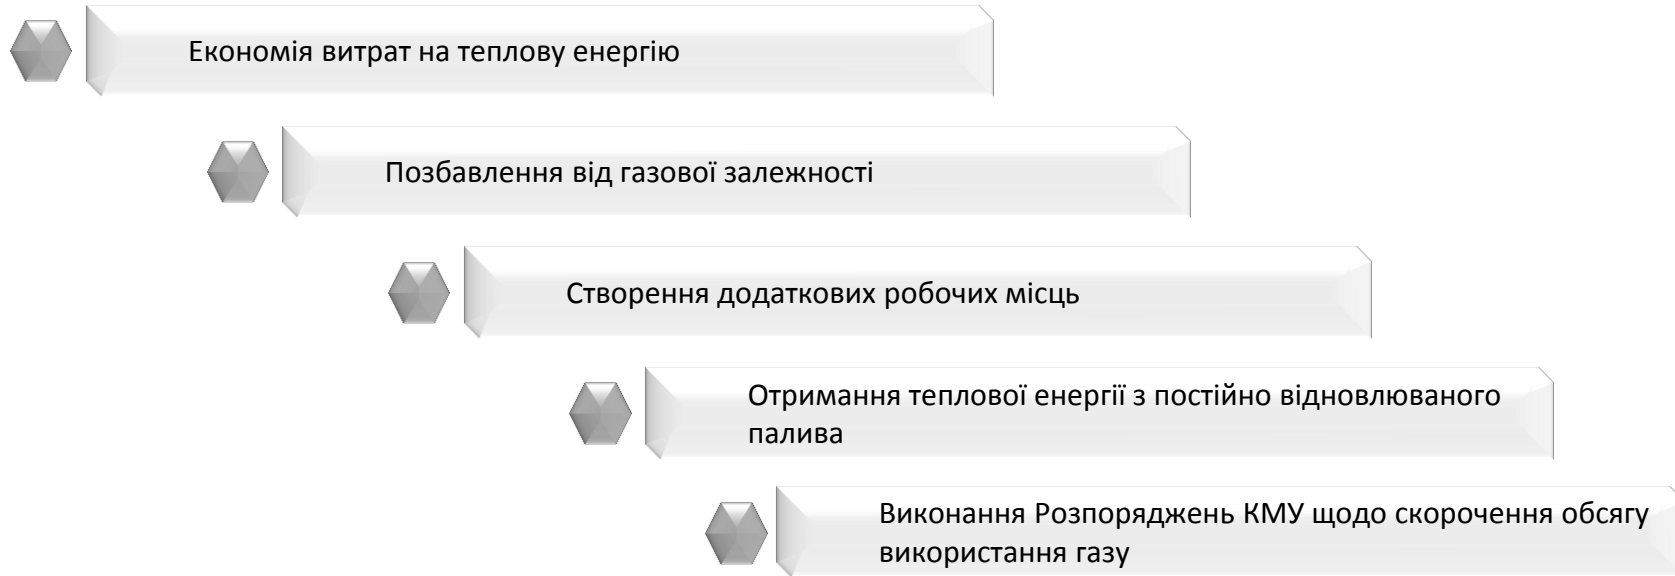 Економія витрат на теплову енергію
Позбавлення від газової залежності
Створення додаткових робочих місць
Отримання теплової енергії з постійно відновлюваного
палива
Виконання Розпоряджень КМУ щодо скорочення обсягу
використання газу